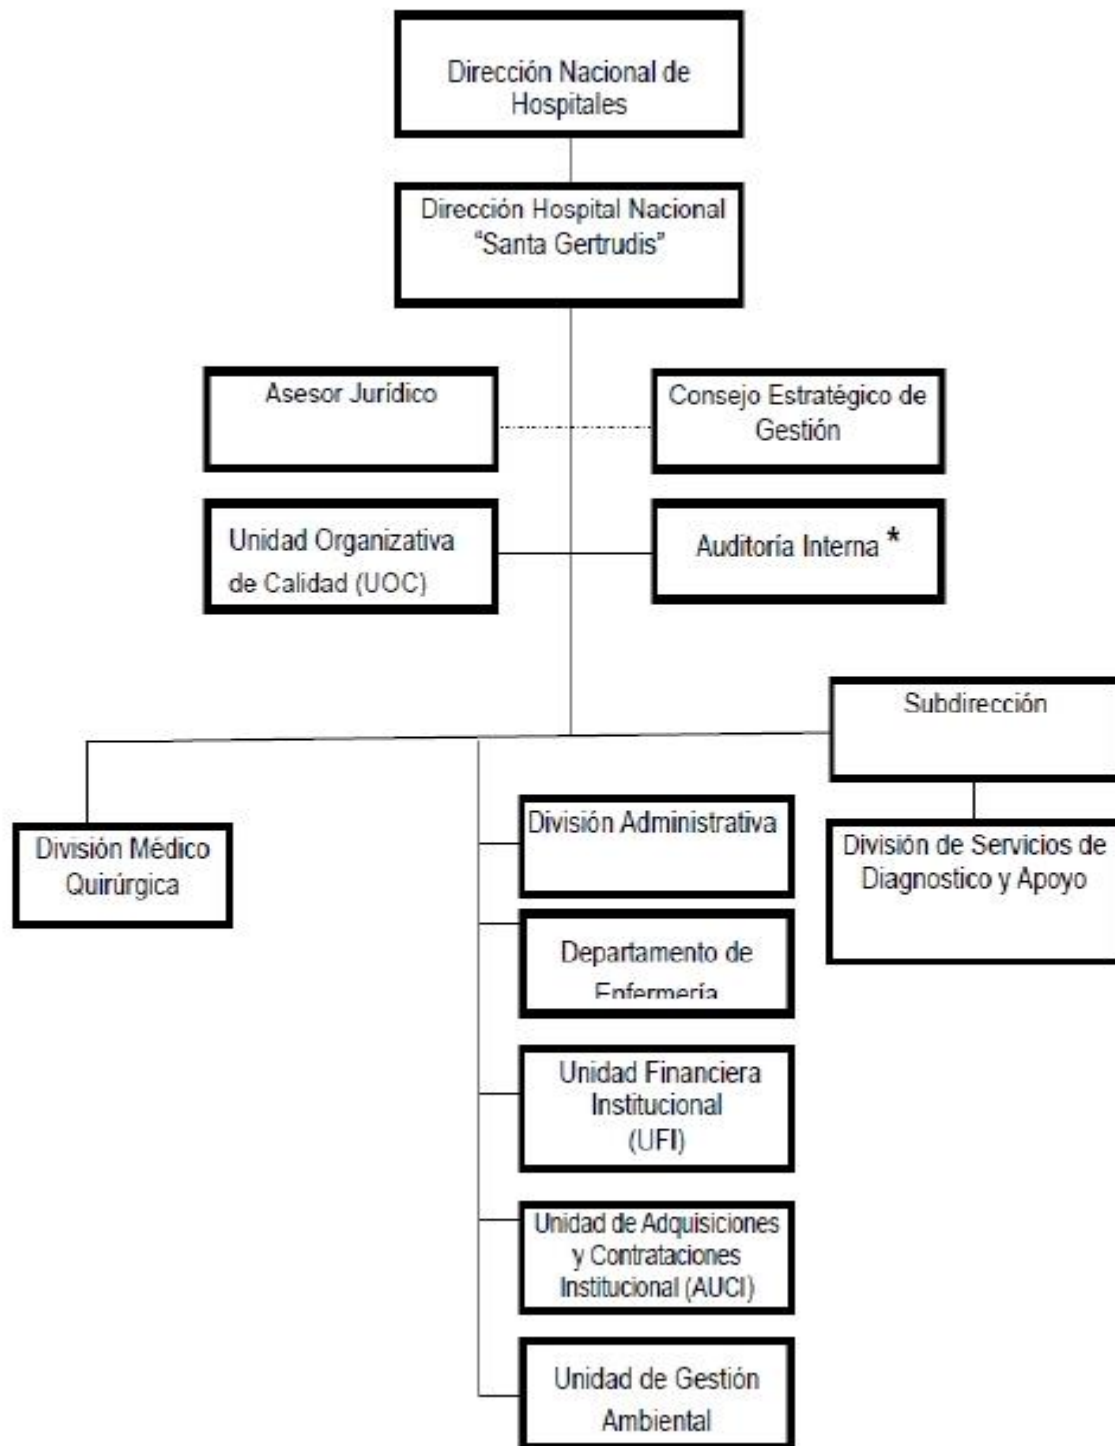 Dirección Nacional de
Hospitales
Dirección Hospital Nacional
“Santa Gertrudis”
Asesor Jurídico
Consejo Estratégico de
Gestión
Unidad Organizativa
de Calidad (UOC)
Auditoría Interna *
Subdirección
División Médico
Quirúrgica
División Administrativa
División de Servicios de
Diagnostico y Apoyo
Departamento de
Enfermería
Unidad Financiera
Institucional
(UFI)
Unidad de Adquisiciones
y Contrataciones
Institucional (AUCI)
Unidad de Gestión
Ambiental